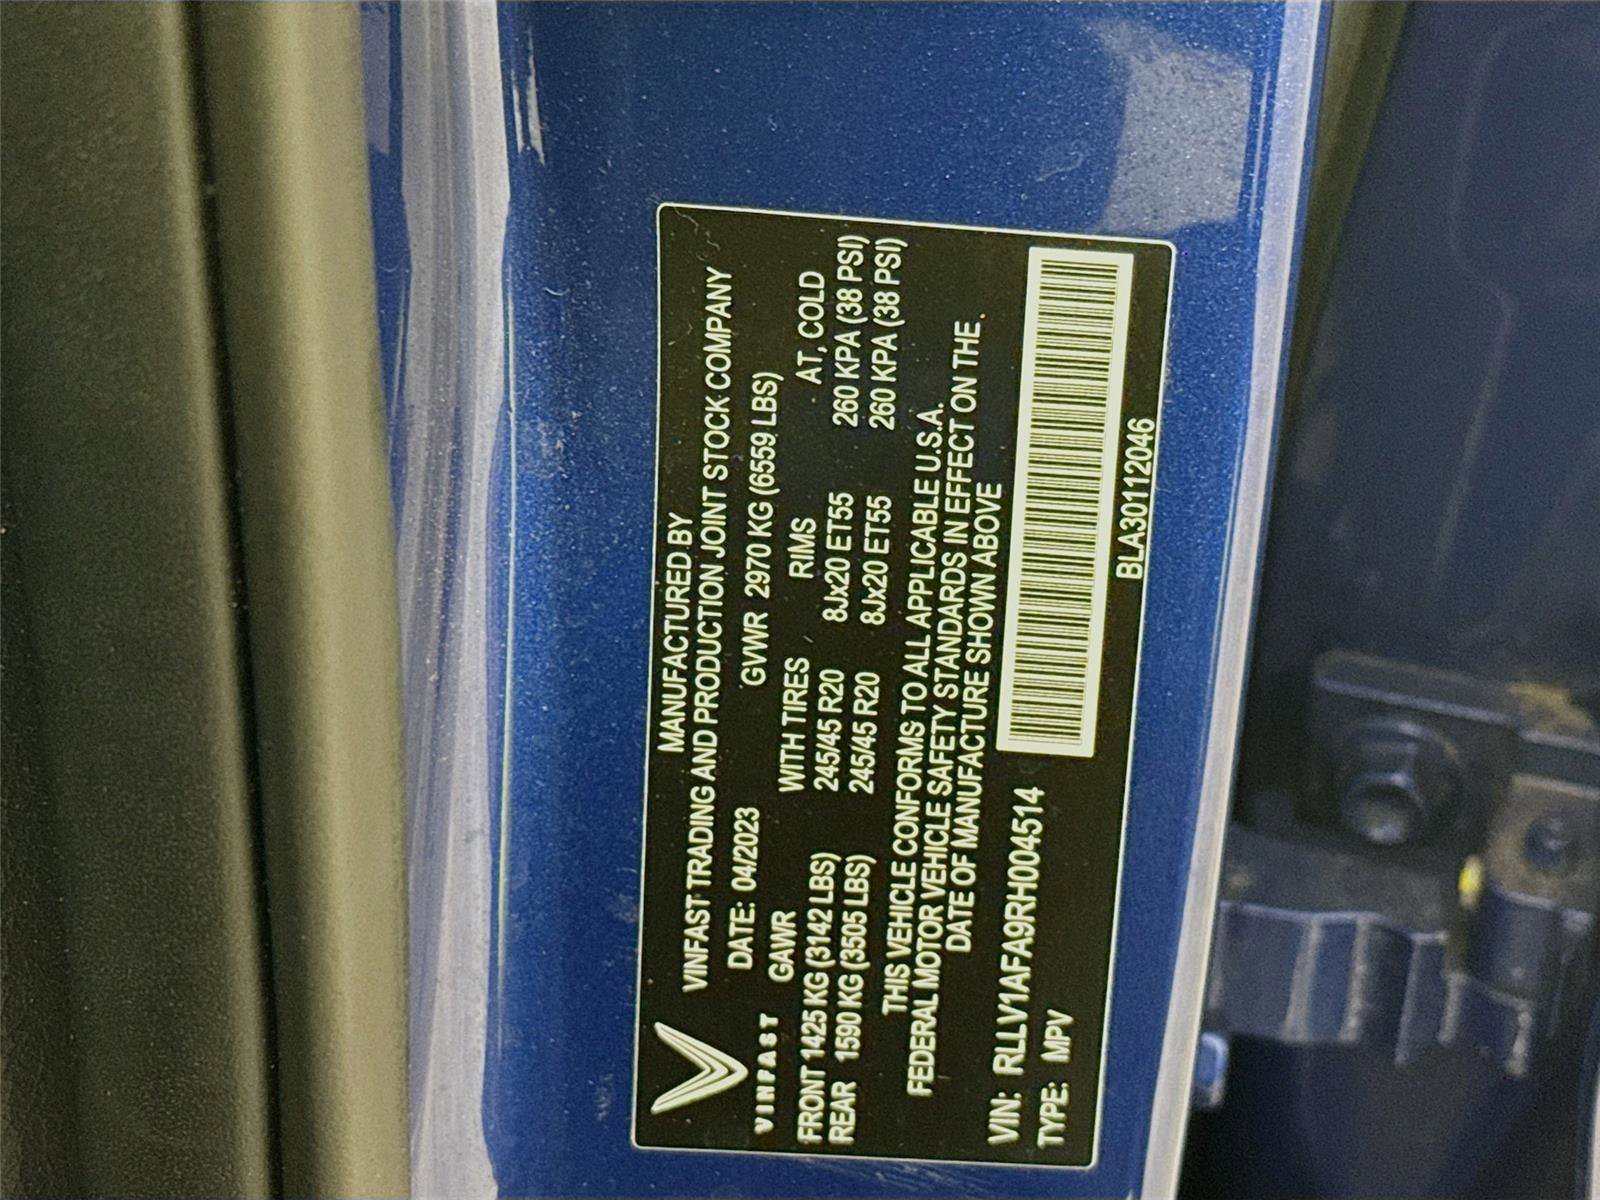 MANUFACTURED BY
VINFAST TRADING AND PRODUCTION JOINT STOCK COMPANY
DATE: 04/2023 GVWR 2970 KG (6559 LBS)
VINFAST
GAWR WITH TIRES RIMS AT, COLD
FRONT 1425 KG (3142 LBS) 245/45 R20 8Jx20 ET55 260 KPA (38 PSI)
REAR 1590 KG (3505 LBS) 245/45 R20 8Jx20 ET55 260 KPA (38 PSI)
THIS VEHICLE CONFORMS TO ALL APPLICABLE U.S.A.
FEDERAL MOTOR VEHICLE SAFETY STANDARDS IN EFFECT ON THE
DATE OF MANUFACTURE SHOWN ABOVE
VIN: RLLV1AFA9RH004514
TYPE: MPV
BLA30112046